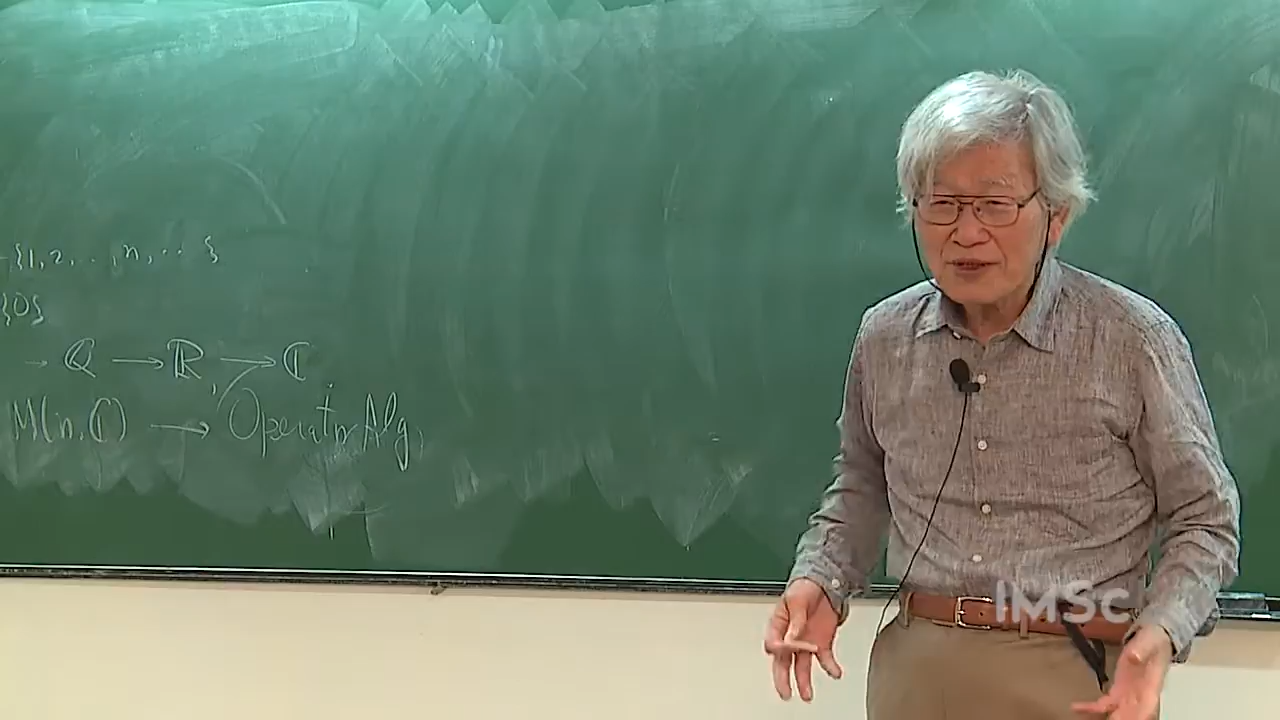 {1, 2, . . , n, . . }
{0}
→ ℚ → ℝ → ℂ
M(n, ℂ) → Operator Alg,
IMSc